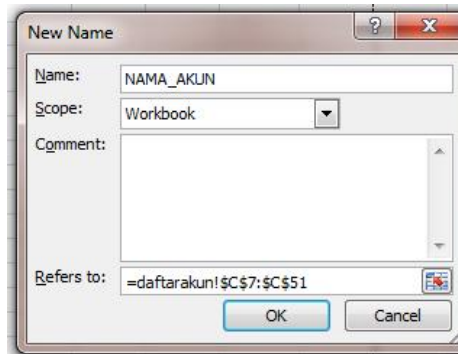 New Name
Name: NAMA_AKUN
Scope: Workbook
Comment:
Refers to: =daftarakun!$C$7:$C$51
OK Cancel